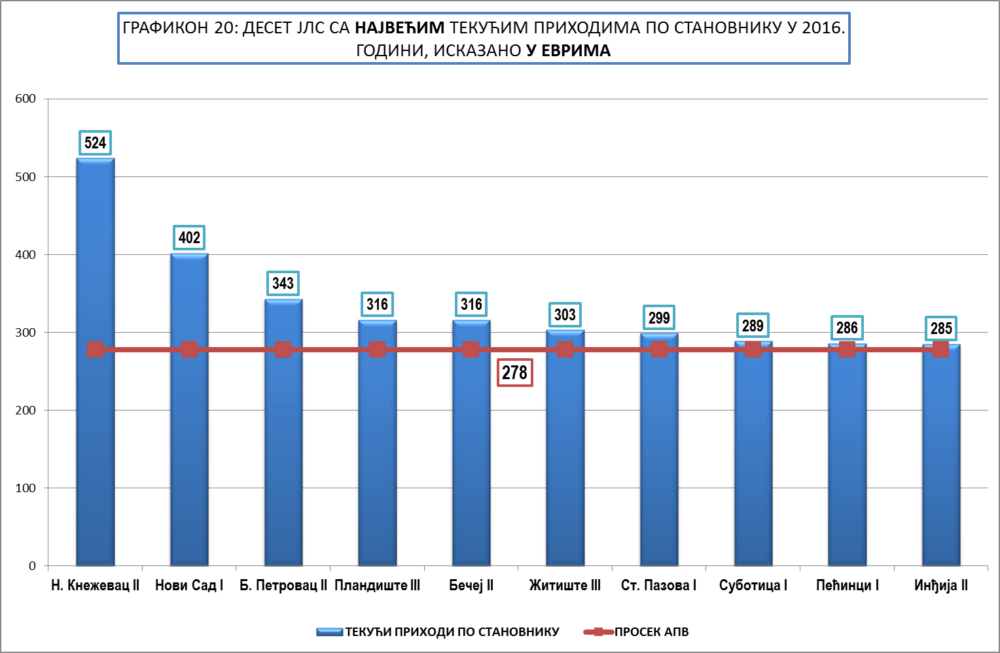 ГРАФИКОН 20: ДЕСЕТ ЈЛС СА НАЈВЕЋИМ ТЕКУЋИМ ПРИХОДИМА ПО СТАНОВНИКУ У 2016.
ГОДИНИ, ИСКАЗАНО У ЕВРИМА
600
500
400
300
200
100
0
524
402
343
316
316
303
299
289
286
285
278
Н. Кнежевац II
Нови Сад I
Б. Петровац II
Пландиште III
Бечеј II
Житиште III
Ст. Пазова I
Суботица I
Пећинци I
Инђија II
ТЕКУЋИ ПРИХОДИ ПО СТАНОВНИКУ
ПРОСЕК АПВ